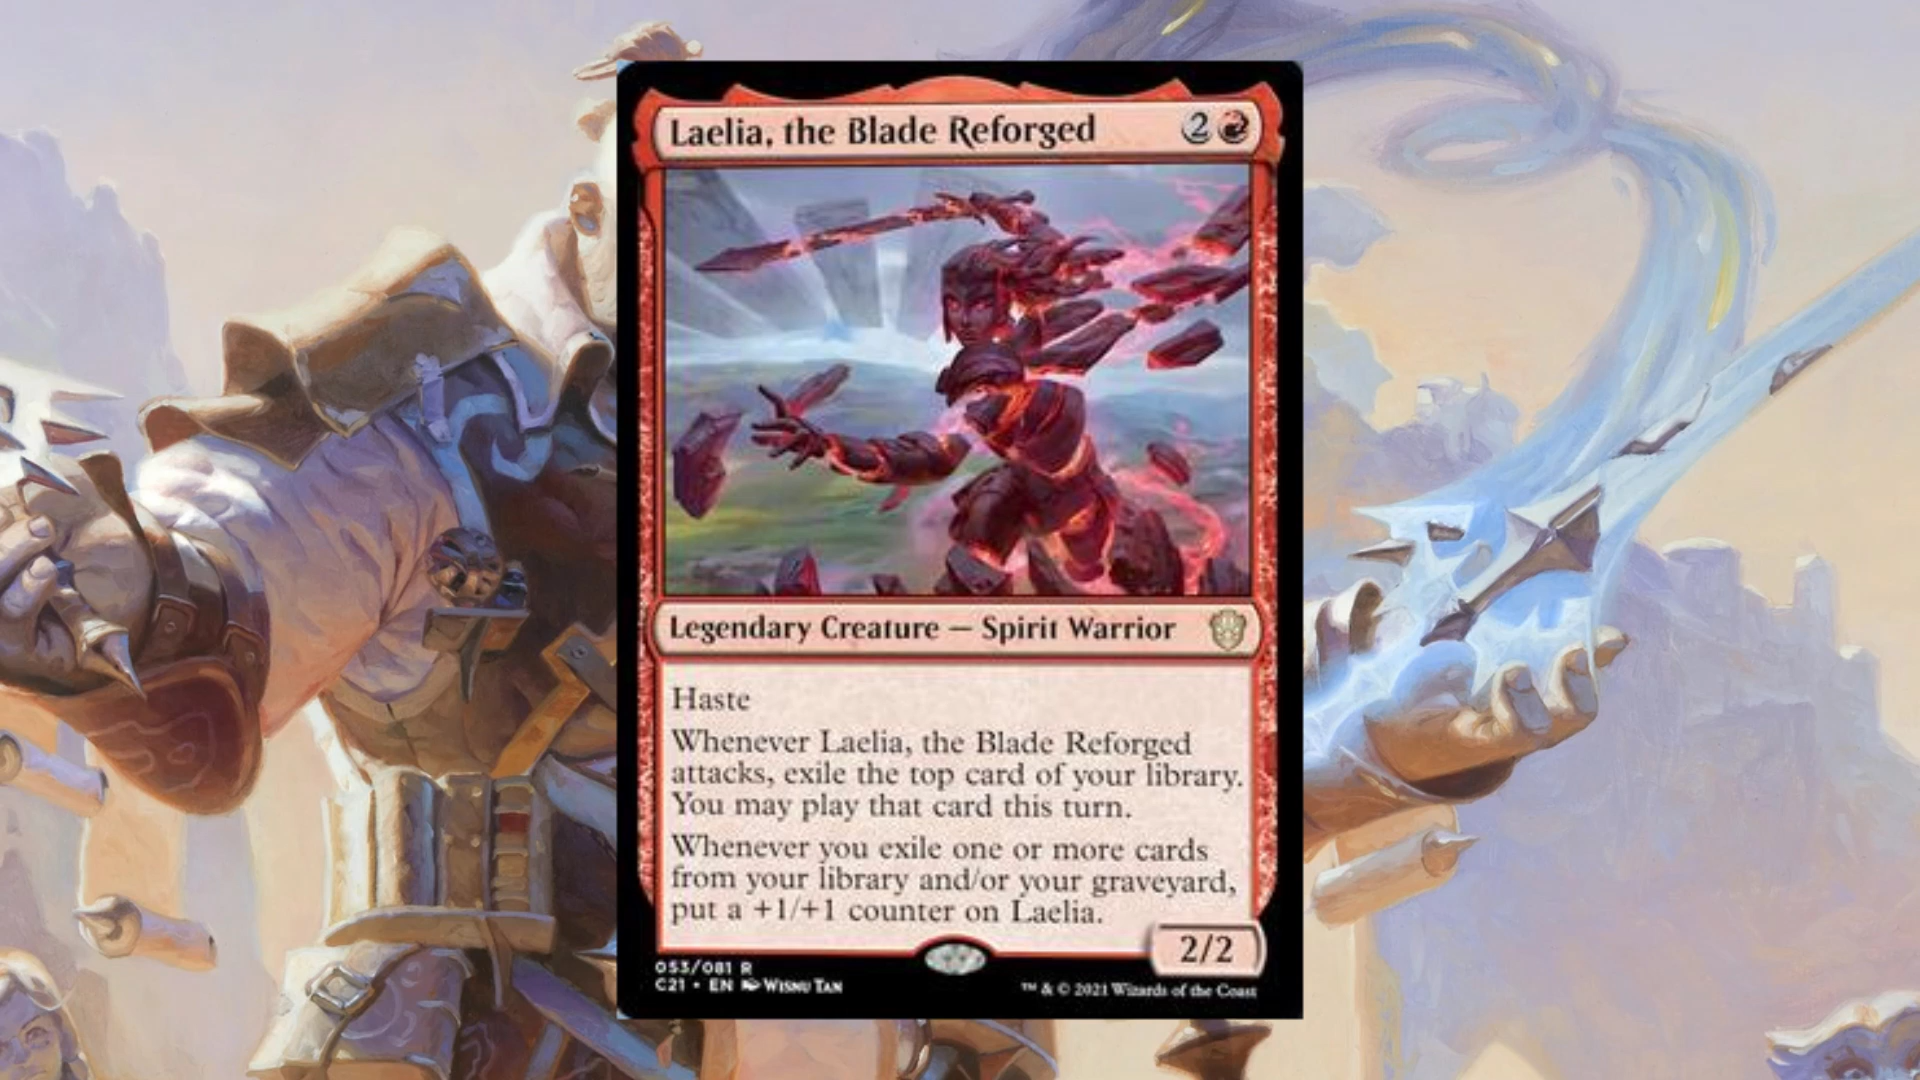 Laelia, the Blade Reforged 2
Legendary Creature — Spirit Warrior
Haste
Whenever Laelia, the Blade Reforged
attacks, exile the top card of your library.
You may play that card this turn.
Whenever you exile one or more cards
from your library and/or your graveyard,
put a +1/+1 counter on Laelia.
2/2
053/081 R
C21 • EN Wisnu Tan
™ & © 2021 Wizards of the Coast